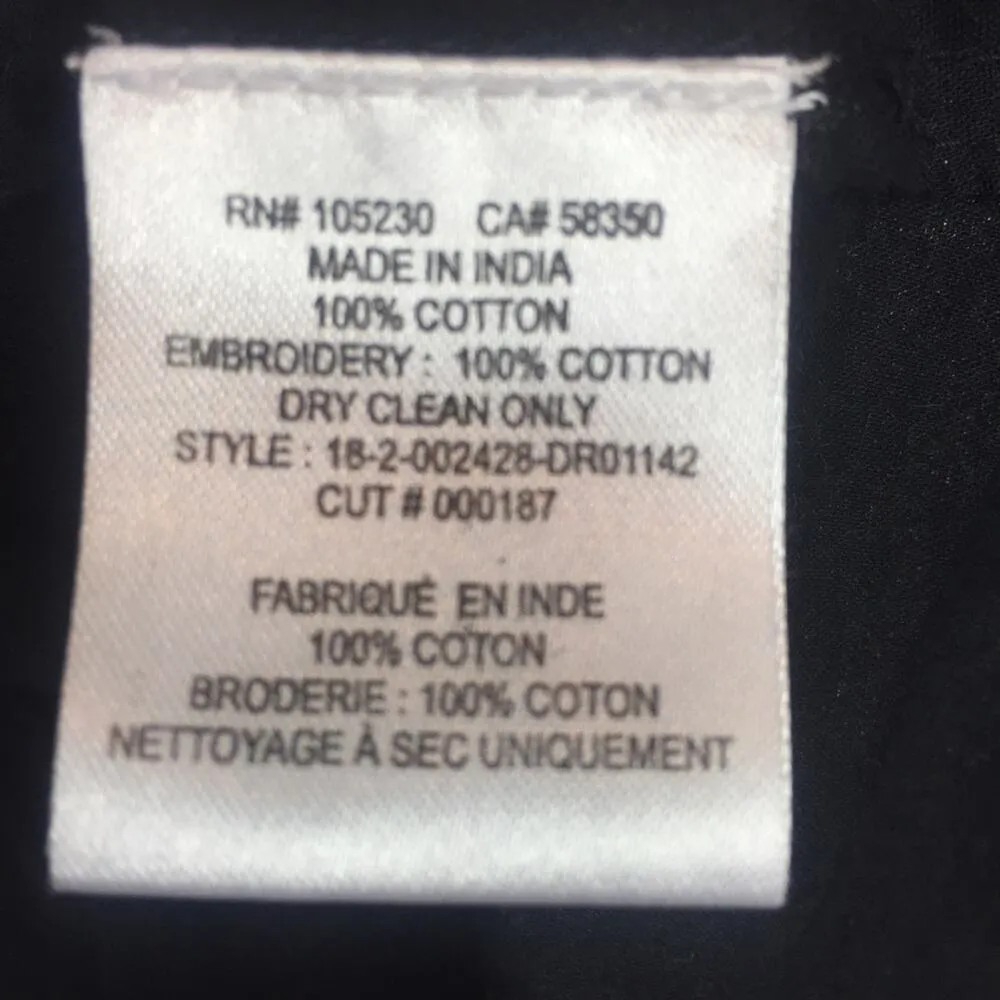 RN# 105230 CA# 58350
MADE IN INDIA
100% COTTON
EMBROIDERY : 100% COTTON
DRY CLEAN ONLY
STYLE : 18-2-002428-DR01142
CUT # 000187
FABRIQUÉ EN INDE
100% COTON
BRODERIE : 100% COTON
NETTOYAGE À SEC UNIQUEMENT